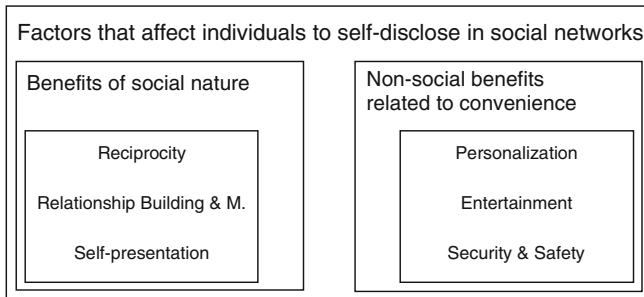 Factors that affect individuals to self-disclose in social networks
Benefits of social nature
Reciprocity
Relationship Building & M.
Self-presentation
Non-social benefits
related to convenience
Personalization
Entertainment
Security & Safety